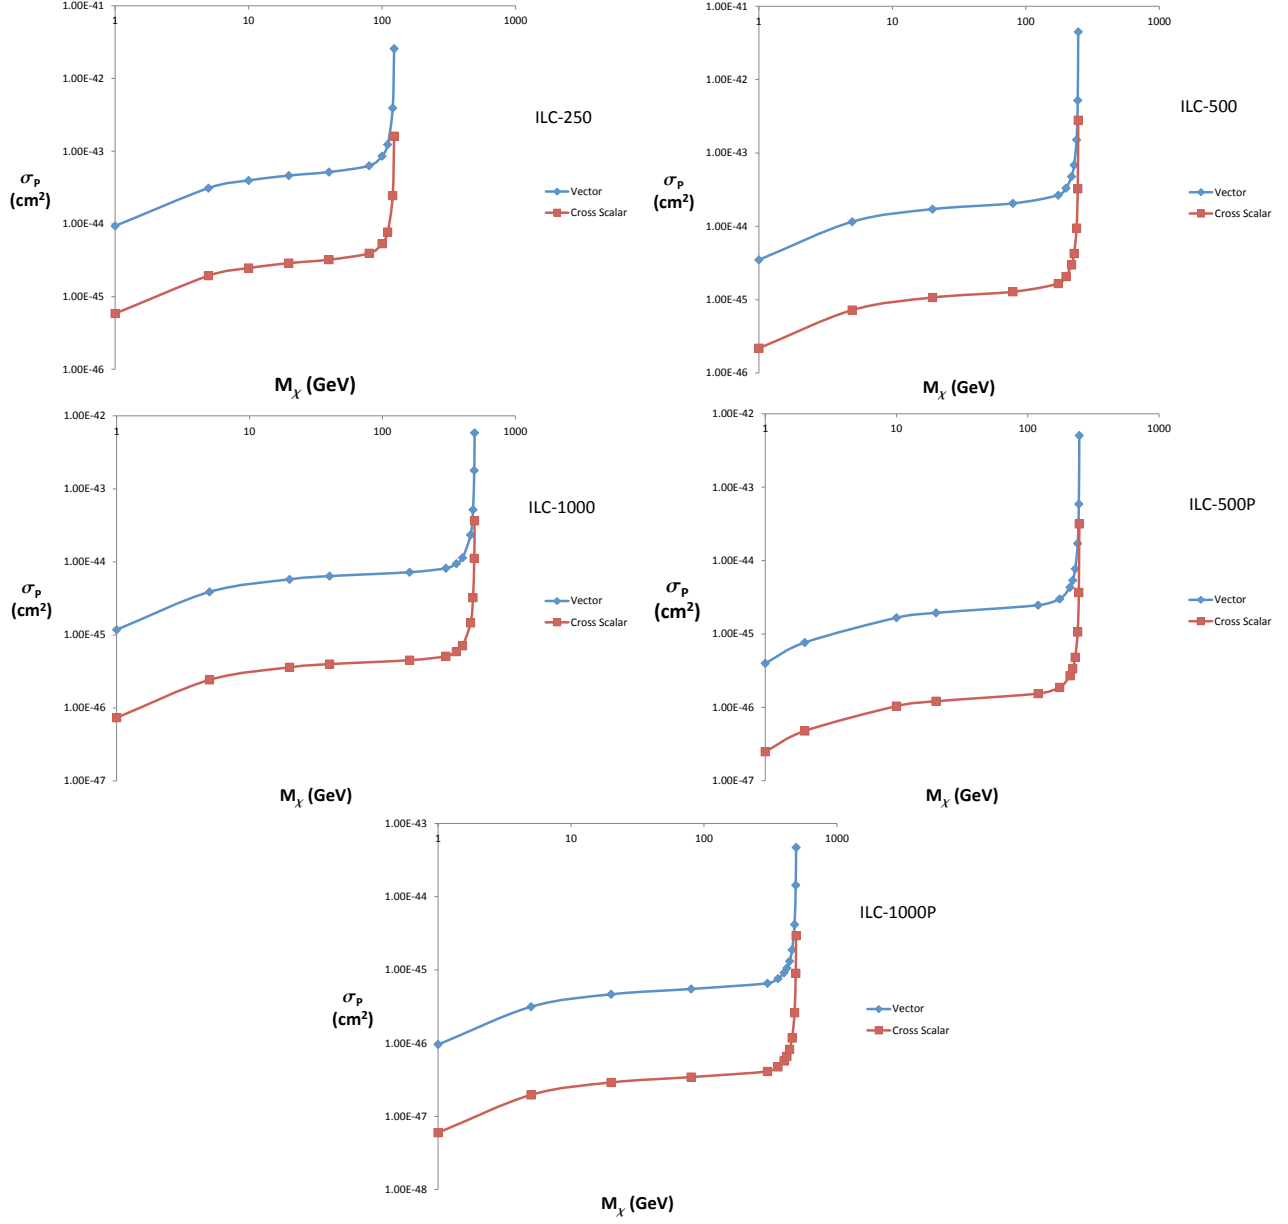 1.00E-41
1 10 100 1000
1.00E-42
1.00E-43
1.00E-44
1.00E-45
1.00E-46
ILC-250
σP
(cm²)
Vector
Cross Scalar
Mχ (GeV)
1.00E-41
1 10 100 1000
1.00E-42
1.00E-43
1.00E-44
1.00E-45
1.00E-46
ILC-500
σP
(cm²)
Vector
Cross Scalar
Mχ (GeV)
1.00E-42
1 10 100 1000
1.00E-43
1.00E-44
1.00E-45
1.00E-46
1.00E-47
ILC-1000
σP
(cm²)
Vector
Cross Scalar
Mχ (GeV)
1.00E-42
1 10 100 1000
1.00E-43
1.00E-44
1.00E-45
1.00E-46
1.00E-47
ILC-500P
σP
(cm²)
Vector
Cross Scalar
Mχ (GeV)
1.00E-43
1 10 100 1000
1.00E-44
1.00E-45
1.00E-46
1.00E-47
1.00E-48
ILC-1000P
σP
(cm²)
Vector
Cross Scalar
Mχ (GeV)